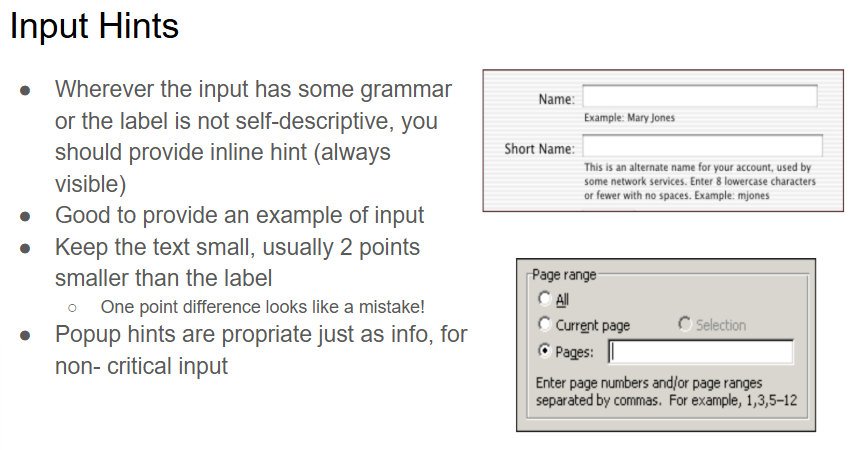 Input Hints
● Wherever the input has some grammar
or the label is not self-descriptive, you
should provide inline hint (always
visible)
● Good to provide an example of input
● Keep the text small, usually 2 points
smaller than the label
○ One point difference looks like a mistake!
● Popup hints are propriate just as info, for
non- critical input
Name:
Example: Mary Jones
Short Name:
This is an alternate name for your account, used by
some network services. Enter 8 lowercase characters
or fewer with no spaces. Example: mjones
Page range
All
Current page Selection
Pages:
Enter page numbers and/or page ranges
separated by commas. For example, 1,3,5–12